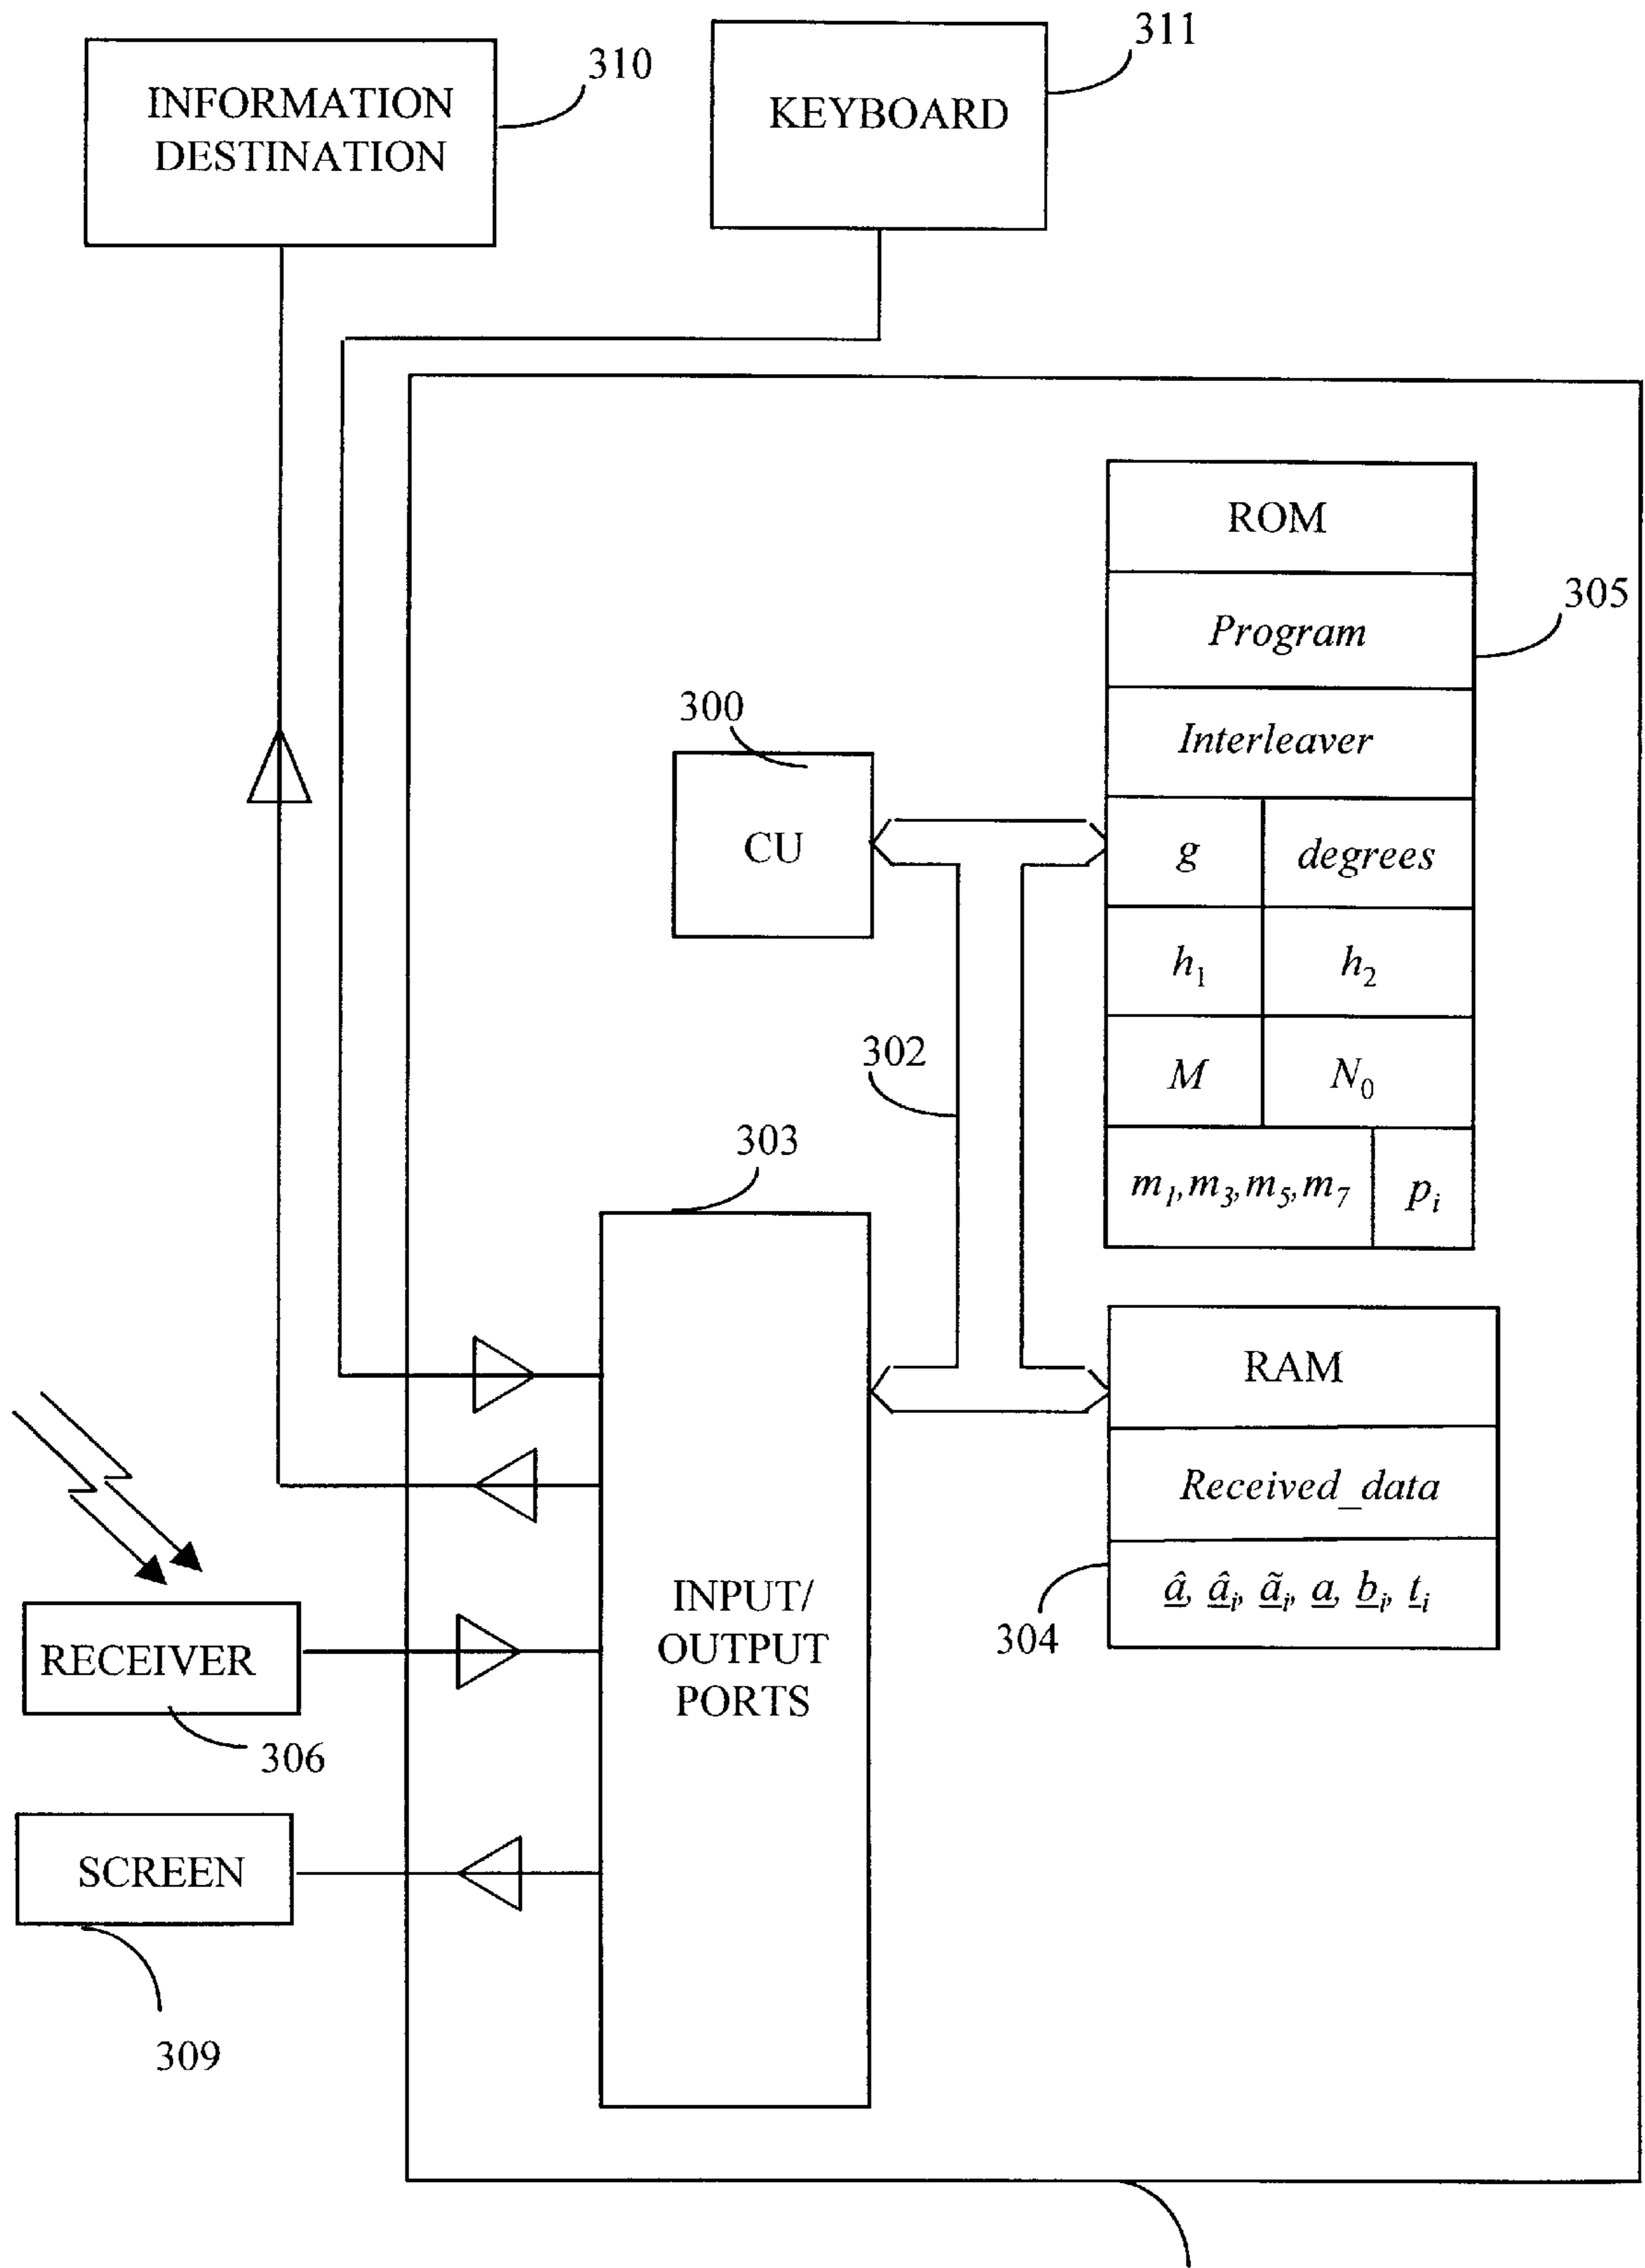 311
310
INFORMATION
DESTINATION
KEYBOARD
ROM
305
Program
300
Interleaver
CU
g
degrees
h₁
h₂
302
M
N₀
303
m₁,m₃,m₅,m₇
pᵢ
RAM
Received_data
INPUT/
OUTPUT
PORTS
â, âᵢ, ãᵢ, a, bᵢ, tᵢ
304
RECEIVER
306
SCREEN
309